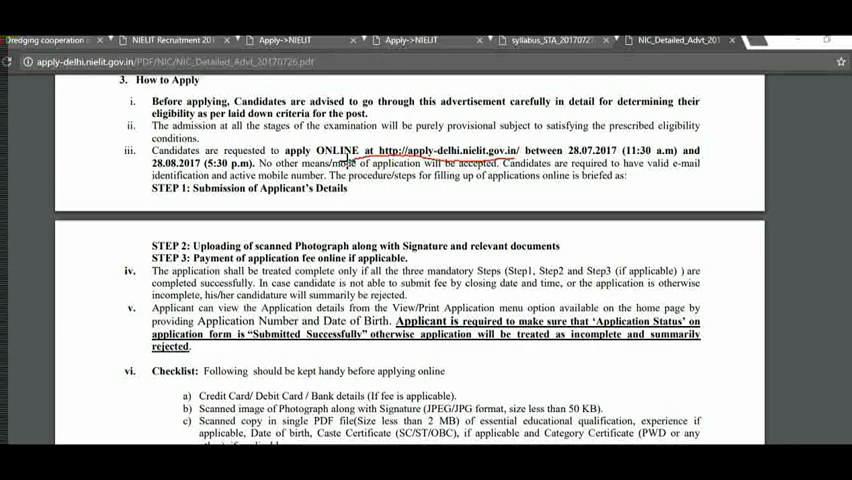 Dredging cooperation
NIELIT Recruitment 201
Apply->NIELIT
Apply->NIELIT
syllabus_STA_2017072
NIC_Detailed_Advt_201
apply-delhi.nielit.gov.in/PDF/NIC/NIC_Detailed_Advt_20170726.pdf
3. How to Apply
i. Before applying, Candidates are advised to go through this advertisement carefully in detail for determining their
eligibility as per laid down criteria for the post.
ii. The admission at all the stages of the examination will be purely provisional subject to satisfying the prescribed eligibility
conditions.
iii. Candidates are requested to apply ONLINE at http://apply-delhi.nielit.gov.in/ between 28.07.2017 (11:30 a.m) and
28.08.2017 (5:30 p.m). No other means/mode of application will be accepted. Candidates are required to have valid e-mail
identification and active mobile number. The procedure/steps for filling up of applications online is briefed as:
STEP 1: Submission of Applicant's Details
STEP 2: Uploading of scanned Photograph along with Signature and relevant documents
STEP 3: Payment of application fee online if applicable.
iv. The application shall be treated complete only if all the three mandatory Steps (Step1, Step2 and Step3 (if applicable) ) are
completed successfully. In case candidate is not able to submit fee by closing date and time, or the application is otherwise
incomplete, his/her candidature will summarily be rejected.
v. Applicant can view the Application details from the View/Print Application menu option available on the home page by
providing Application Number and Date of Birth. Applicant is required to make sure that 'Application Status' on
application form is "Submitted Successfully" otherwise application will be treated as incomplete and summarily
rejected.
vi. Checklist: Following should be kept handy before applying online
a) Credit Card/ Debit Card / Bank details (If fee is applicable).
b) Scanned image of Photograph along with Signature (JPEG/JPG format, size less than 50 KB).
c) Scanned copy in single PDF file(Size less than 2 MB) of essential educational qualification, experience if
applicable, Date of birth, Caste Certificate (SC/ST/OBC), if applicable and Category Certificate (PWD or any